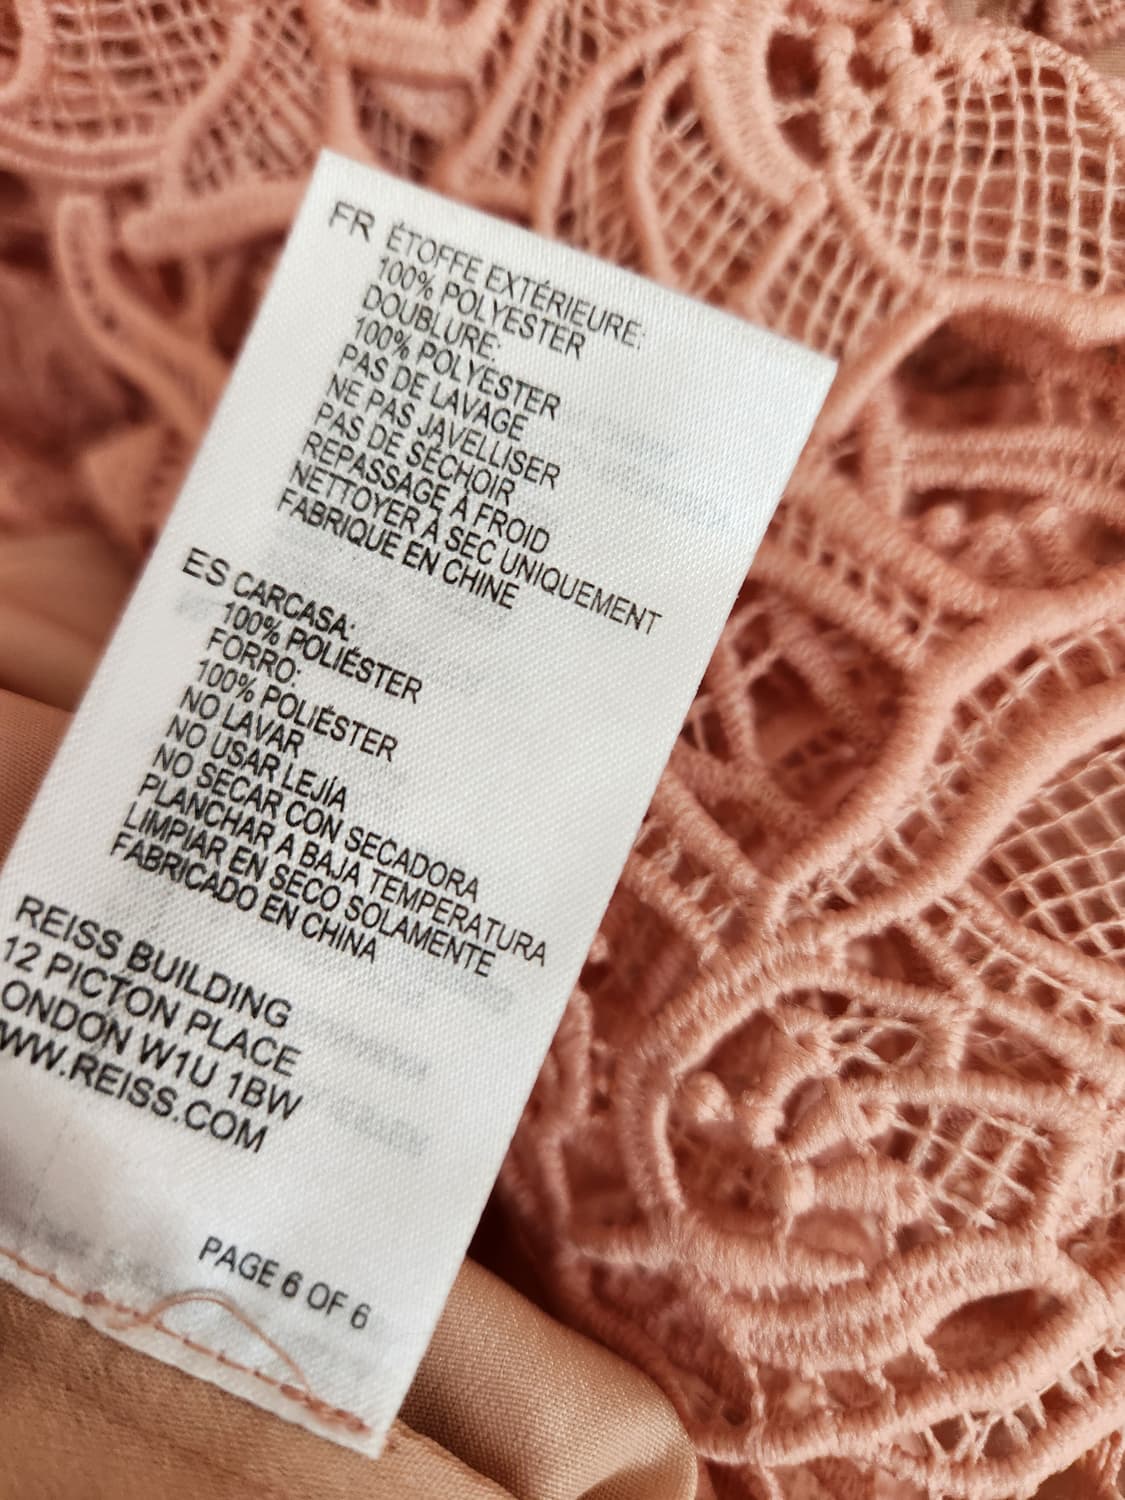 FR ÉTOFFE EXTÉRIEURE:
100% POLYESTER
DOUBLURE:
100% POLYESTER
PAS DE LAVAGE
NE PAS JAVELLISER
PAS DE SÉCHOIR
REPASSAGE À FROID
NETTOYER À SEC UNIQUEMENT
FABRIQUE EN CHINE
ES CARCASA:
100% POLIÉSTER
FORRO:
100% POLIÉSTER
NO LAVAR
NO USAR LEJÍA
NO SECAR CON SECADORA
PLANCHAR A BAJA TEMPERATURA
LIMPIAR EN SECO SOLAMENTE
FABRICADO EN CHINA
REISS BUILDING
12 PICTON PLACE
ONDON W1U 1BW
WW.REISS.COM
PAGE 6 OF 6